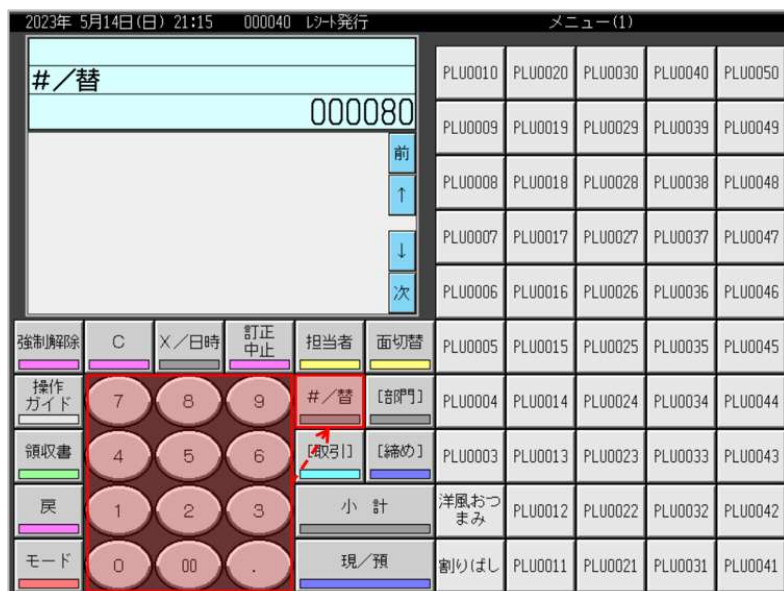 2023年 5月14日(日) 21:15 000040 レシート発行 メニュー(1)
#/替
000080
前
↑
↓
次
PLU0010 PLU0020 PLU0030 PLU0040 PLU0050
PLU0009 PLU0019 PLU0029 PLU0039 PLU0049
PLU0008 PLU0018 PLU0028 PLU0038 PLU0048
PLU0007 PLU0017 PLU0027 PLU0037 PLU0047
PLU0006 PLU0016 PLU0026 PLU0036 PLU0046
強制解除 C X/日時 訂正
中止 担当者 面切替 PLU0005 PLU0015 PLU0025 PLU0035 PLU0045
操作
ガイド 7 8 9 #/替 [部門] PLU0004 PLU0014 PLU0024 PLU0034 PLU0044
領収書 4 5 6 [取引] [締め] PLU0003 PLU0013 PLU0023 PLU0033 PLU0043
戻 1 2 3 小計 洋風おつ
まみ PLU0012 PLU0022 PLU0032 PLU0042
モード 0 00 . 現/預 割りばし PLU0011 PLU0021 PLU0031 PLU0041